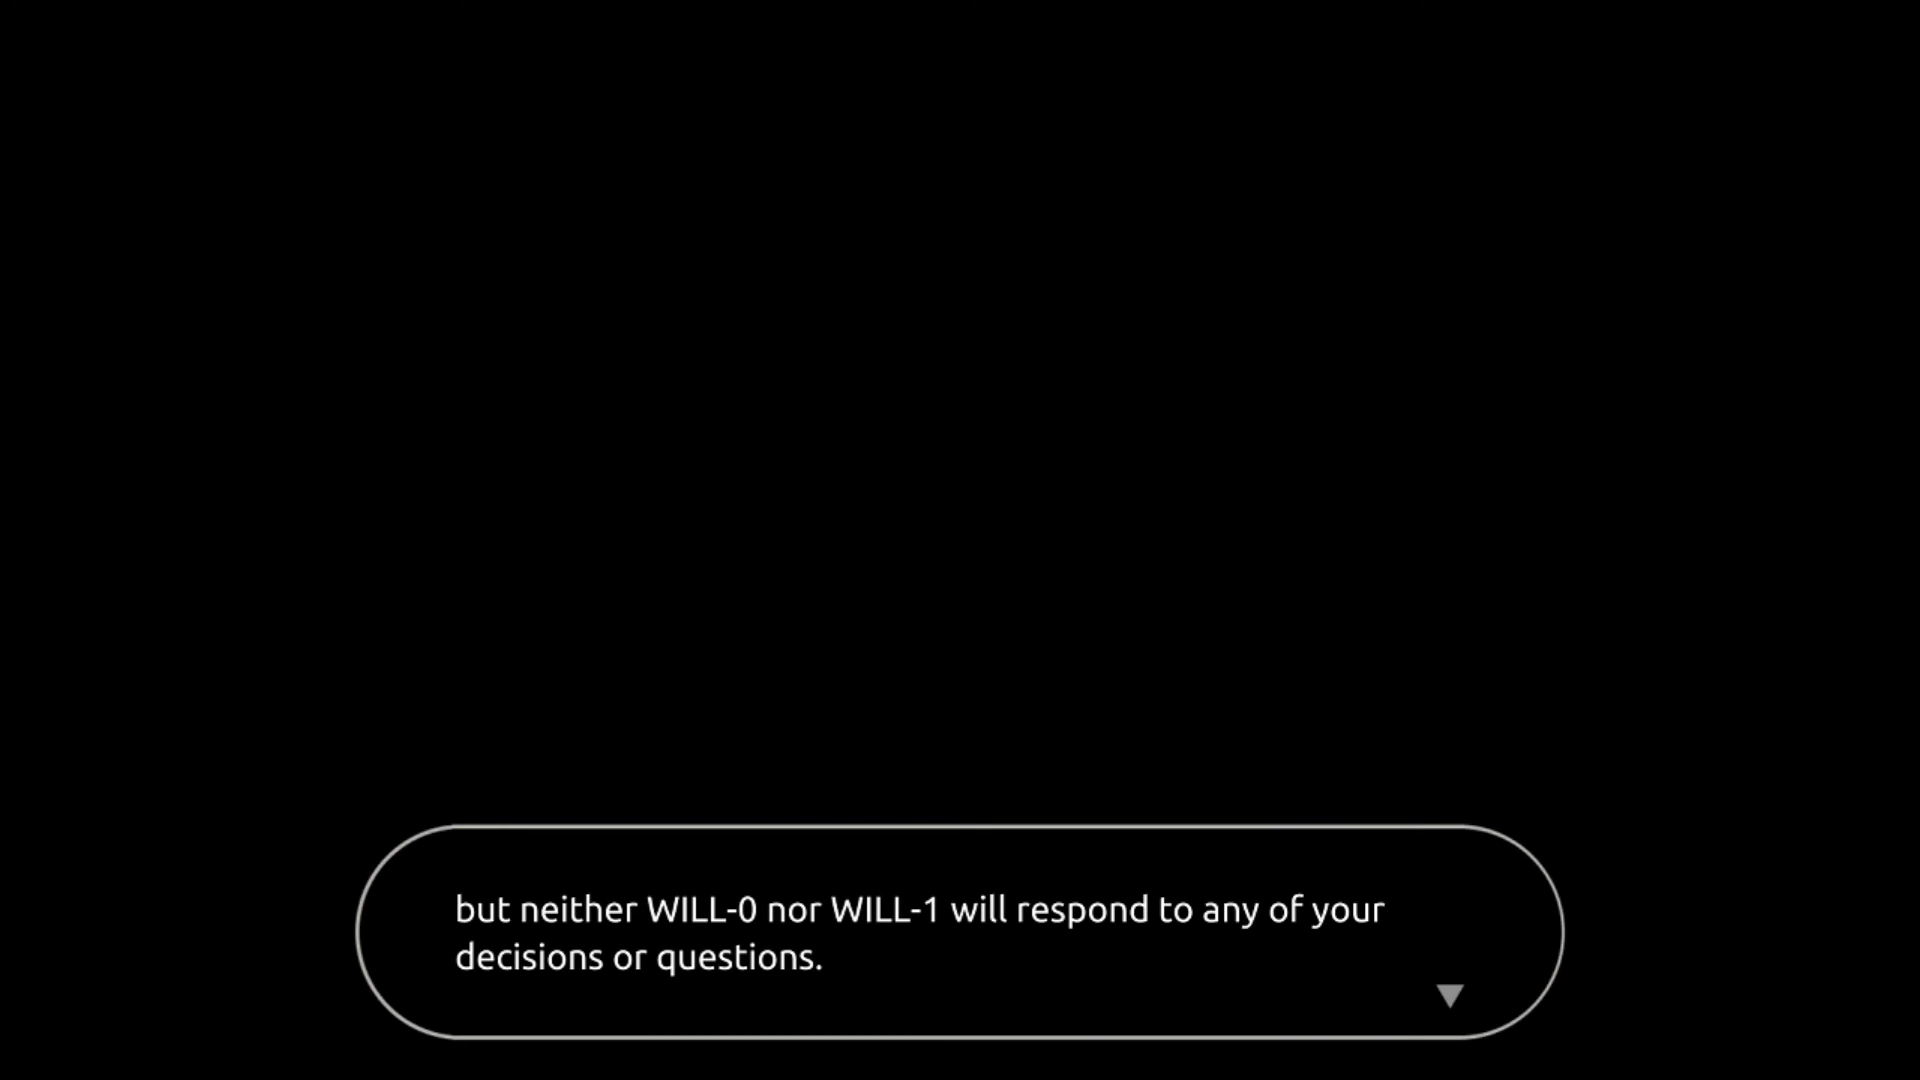 but neither WILL-0 nor WILL-1 will respond to any of your
decisions or questions.